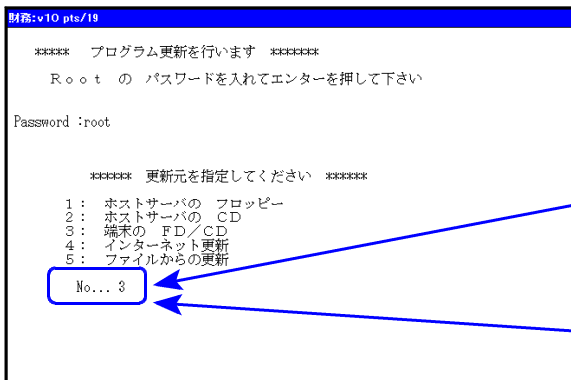 財務:v10 pts/19
***** プログラム更新を行います *******
Ｒｏｏｔ の パスワードを入れてエンターを押して下さい
Password :root
****** 更新元を指定してください ******
１： ホストサーバの フロッピー
２： ホストサーバの ＣＤ
３： 端末の ＦＤ／ＣＤ
４： インターネット更新
５： ファイルからの更新
No... 3